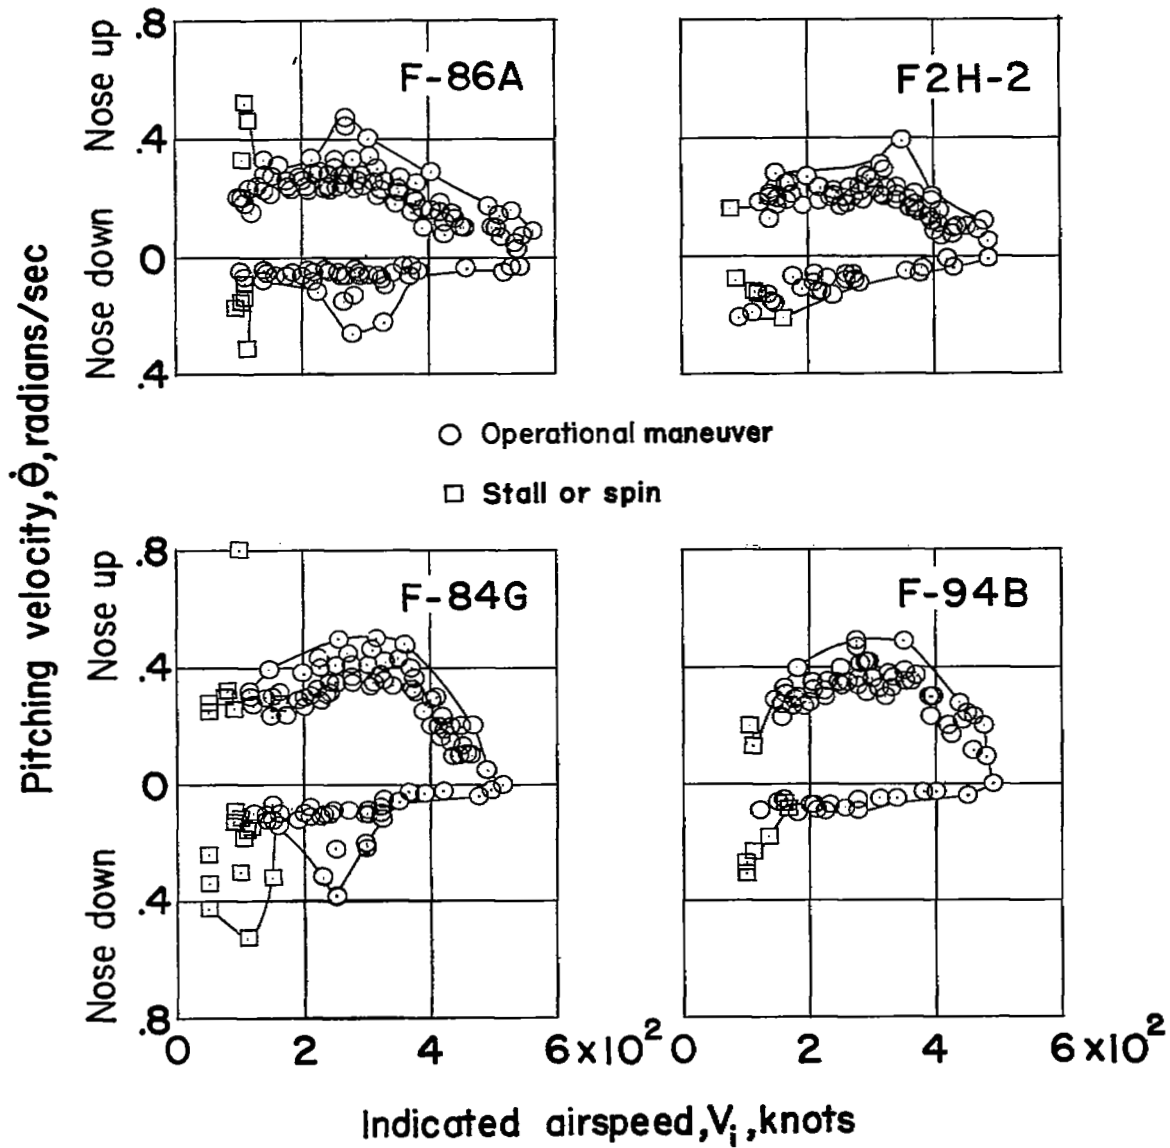 .8
Nose up
F-86A
F2H-2
.4
0
Nose down
.4
Pitching velocity, θ̇, radians/sec
Operational maneuver
Stall or spin
.8
Nose up
F-84G
F-94B
.4
0
Nose down
.4
.8
0 2 4 6×10² 0 2 4 6×10²
Indicated airspeed, Vi, knots